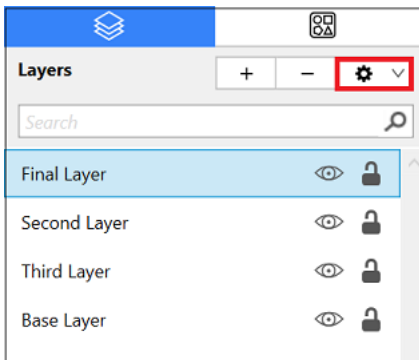 Layers
Search
Final Layer
Second Layer
Third Layer
Base Layer